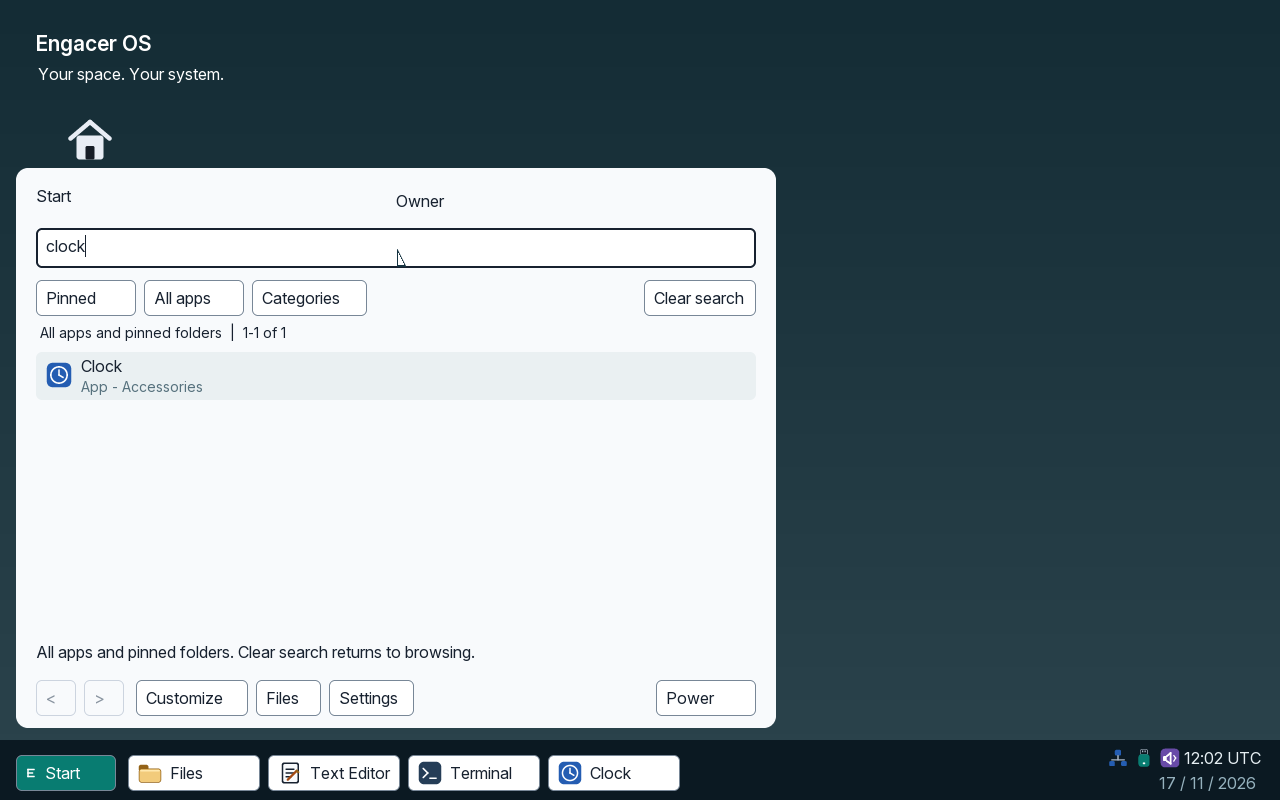 Engacer OS
Your space. Your system.
Start
Owner
clock
Pinned All apps Categories Clear search
All apps and pinned folders | 1-1 of 1
Clock
App - Accessories
All apps and pinned folders. Clear search returns to browsing.
< > Customize Files Settings Power
E Start Files Text Editor Terminal Clock 12:02 UTC
17 / 11 / 2026